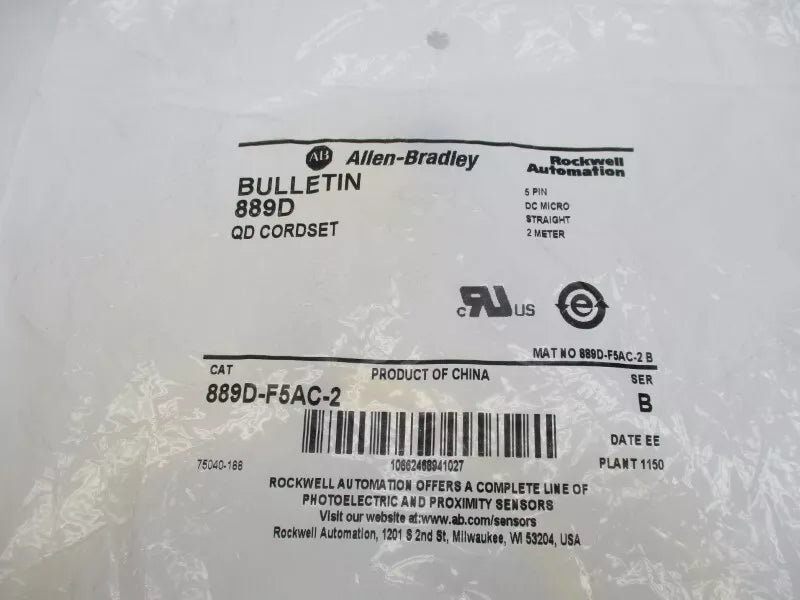 AB Allen-Bradley
Rockwell
Automation
BULLETIN
889D
QD CORDSET
5 PIN
DC MICRO
STRAIGHT
2 METER
c RU US
e
MAT NO 889D-F5AC-2 B
CAT
PRODUCT OF CHINA
SER
889D-F5AC-2
B
DATE EE
75040-188
10662468941027
PLANT 1150
ROCKWELL AUTOMATION OFFERS A COMPLETE LINE OF
PHOTOELECTRIC AND PROXIMITY SENSORS
Visit our website at:www.ab.com/sensors
Rockwell Automation, 1201 S 2nd St, Milwaukee, WI 53204, USA